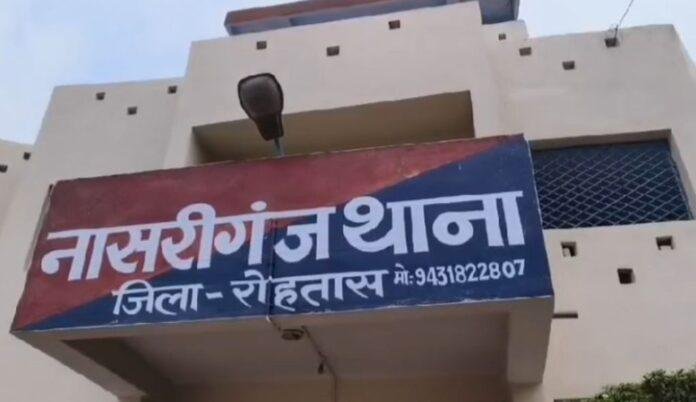 नासरीगंज थाना
जिला - रोहतास मो:- 9431822807